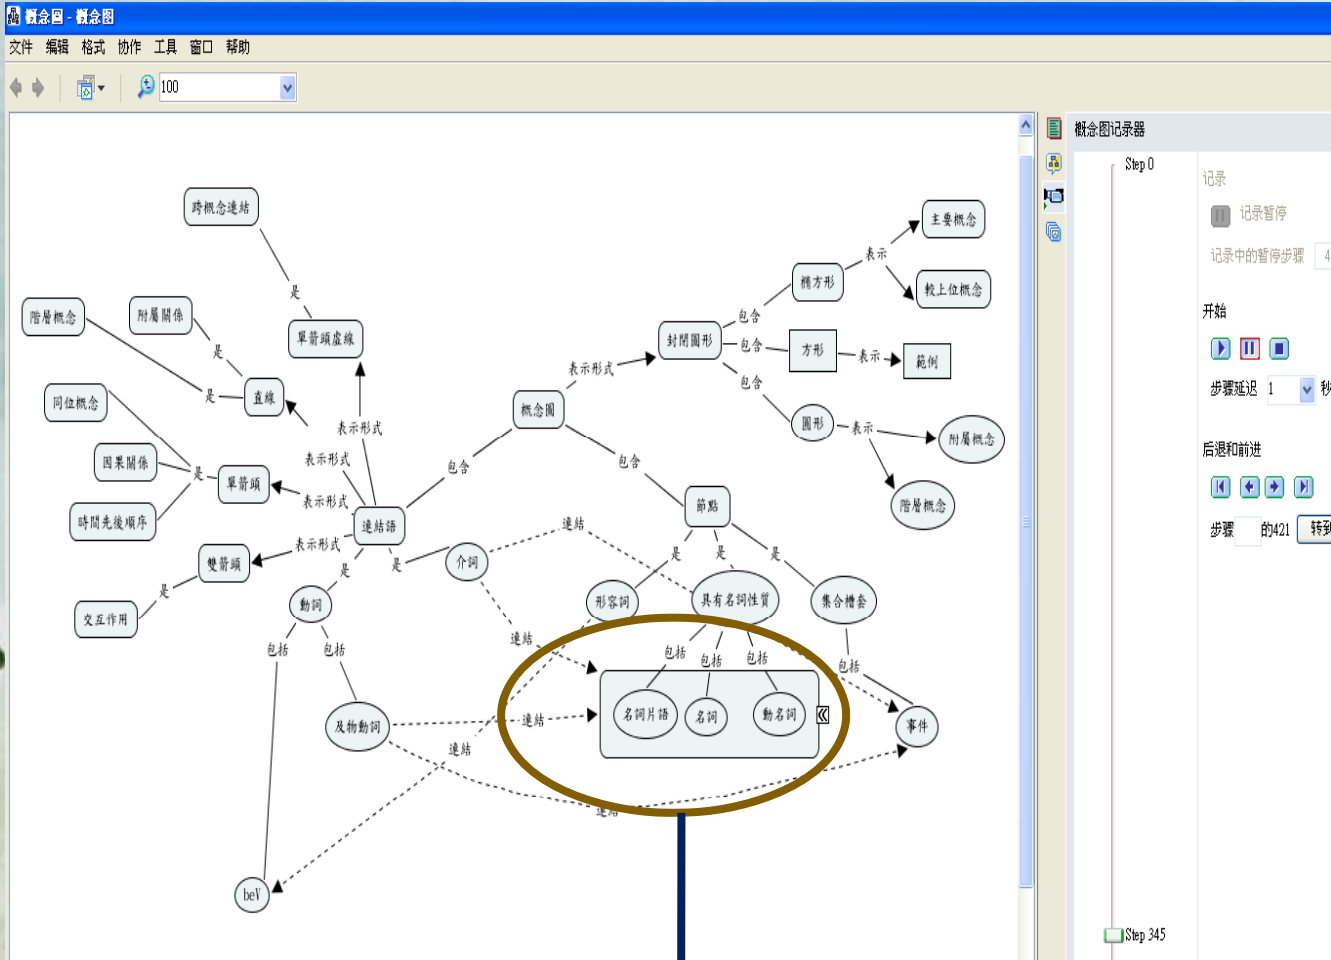 概念圖 - 概念图
文件 编辑 格式 协作 工具 窗口 帮助
100
概念图记录器
Step 0
记录
记录暂停
记录中的暂停步骤 4
开始
步骤延迟 1 秒
后退和前进
步骤 的421 转到
Step 345
跨概念連結
是
單箭頭虛線
階層概念
附屬關係
是
是
直線
表示形式
同位概念
因果關係
時間先後順序
是
單箭頭
表示形式
表示形式
雙箭頭
表示形式
是
交互作用
連結語
概念圖
包含
包含
表示形式
封閉圖形
包含
包含
包含
橢方形
表示
主要概念
較上位概念
方形
表示
範例
圓形
表示
附屬概念
階層概念
節點
是
是
是
形容詞
具有名詞性質
集合槽套
是
是
動詞
介詞
連結
連結
包括
包括
包括
包括
包括
包括
名詞片語
名詞
動名詞
及物動詞
連結
連結
連結
事件
beV